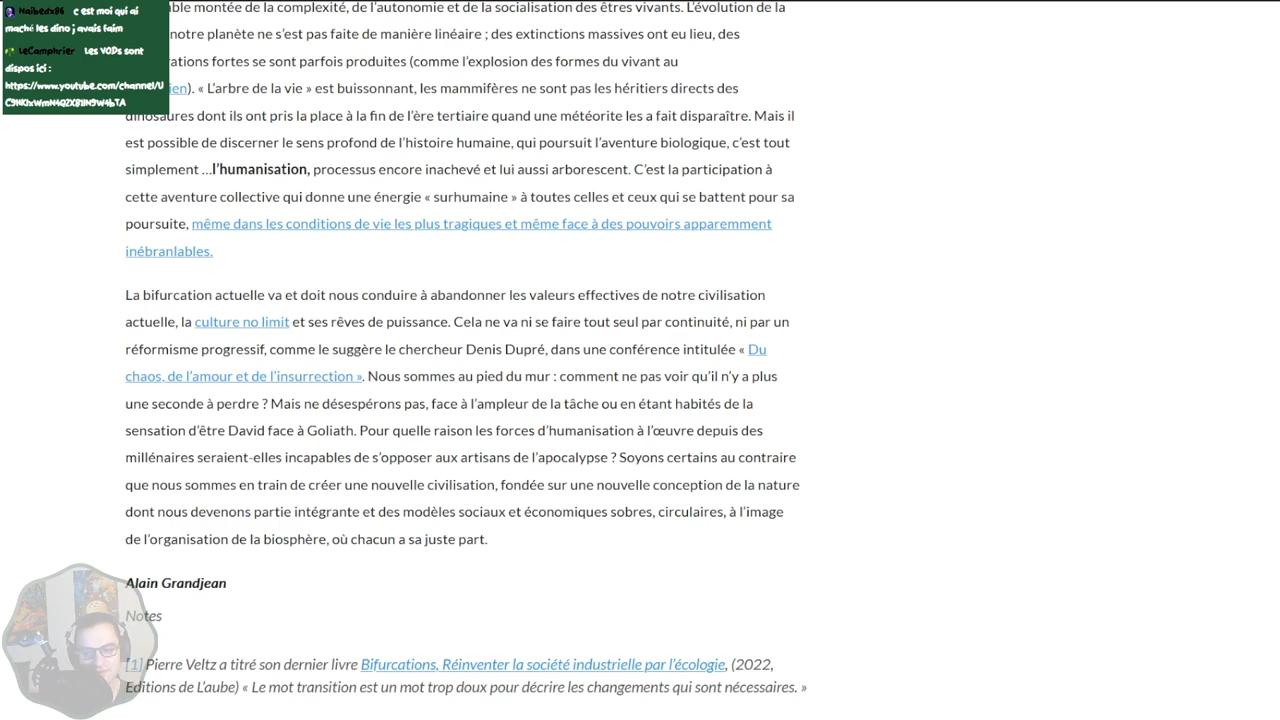 Naibedx86 c est moi qui ai
maché les dino j avais faim
LeCamphrier Les VODs sont
dispos ici :
https://www.youtube.com/channel/U
able montée de la complexité, de l’autonomie et de la socialisation des êtres vivants. L’évolution de la
notre planète ne s’est pas faite de manière linéaire ; des extinctions massives ont eu lieu, des
rations fortes se sont parfois produites (comme l’explosion des formes du vivant au
ien). « L’arbre de la vie » est buissonnant, les mammifères ne sont pas les héritiers directs des
dinosaures dont ils ont pris la place à la fin de l’ère tertiaire quand une météorite les a fait disparaître. Mais il
est possible de discerner le sens profond de l’histoire humaine, qui poursuit l’aventure biologique, c’est tout
simplement …l’humanisation, processus encore inachevé et lui aussi arborescent. C’est la participation à
cette aventure collective qui donne une énergie « surhumaine » à toutes celles et ceux qui se battent pour sa
poursuite, même dans les conditions de vie les plus tragiques et même face à des pouvoirs apparemment
inébranlables.
La bifurcation actuelle va et doit nous conduire à abandonner les valeurs effectives de notre civilisation
actuelle, la culture no limit et ses rêves de puissance. Cela ne va ni se faire tout seul par continuité, ni par un
réformisme progressif, comme le suggère le chercheur Denis Dupré, dans une conférence intitulée « Du
chaos, de l’amour et de l’insurrection ». Nous sommes au pied du mur : comment ne pas voir qu’il n’y a plus
une seconde à perdre ? Mais ne désespérons pas, face à l’ampleur de la tâche ou en étant habités de la
sensation d’être David face à Goliath. Pour quelle raison les forces d’humanisation à l’œuvre depuis des
millénaires seraient-elles incapables de s’opposer aux artisans de l’apocalypse ? Soyons certains au contraire
que nous sommes en train de créer une nouvelle civilisation, fondée sur une nouvelle conception de la nature
dont nous devenons partie intégrante et des modèles sociaux et économiques sobres, circulaires, à l’image
de l’organisation de la biosphère, où chacun a sa juste part.
Alain Grandjean
Notes
[1] Pierre Veltz a titré son dernier livre Bifurcations, Réinventer la société industrielle par l’écologie, (2022,
Editions de L’aube) « Le mot transition est un mot trop doux pour décrire les changements qui sont nécessaires. »